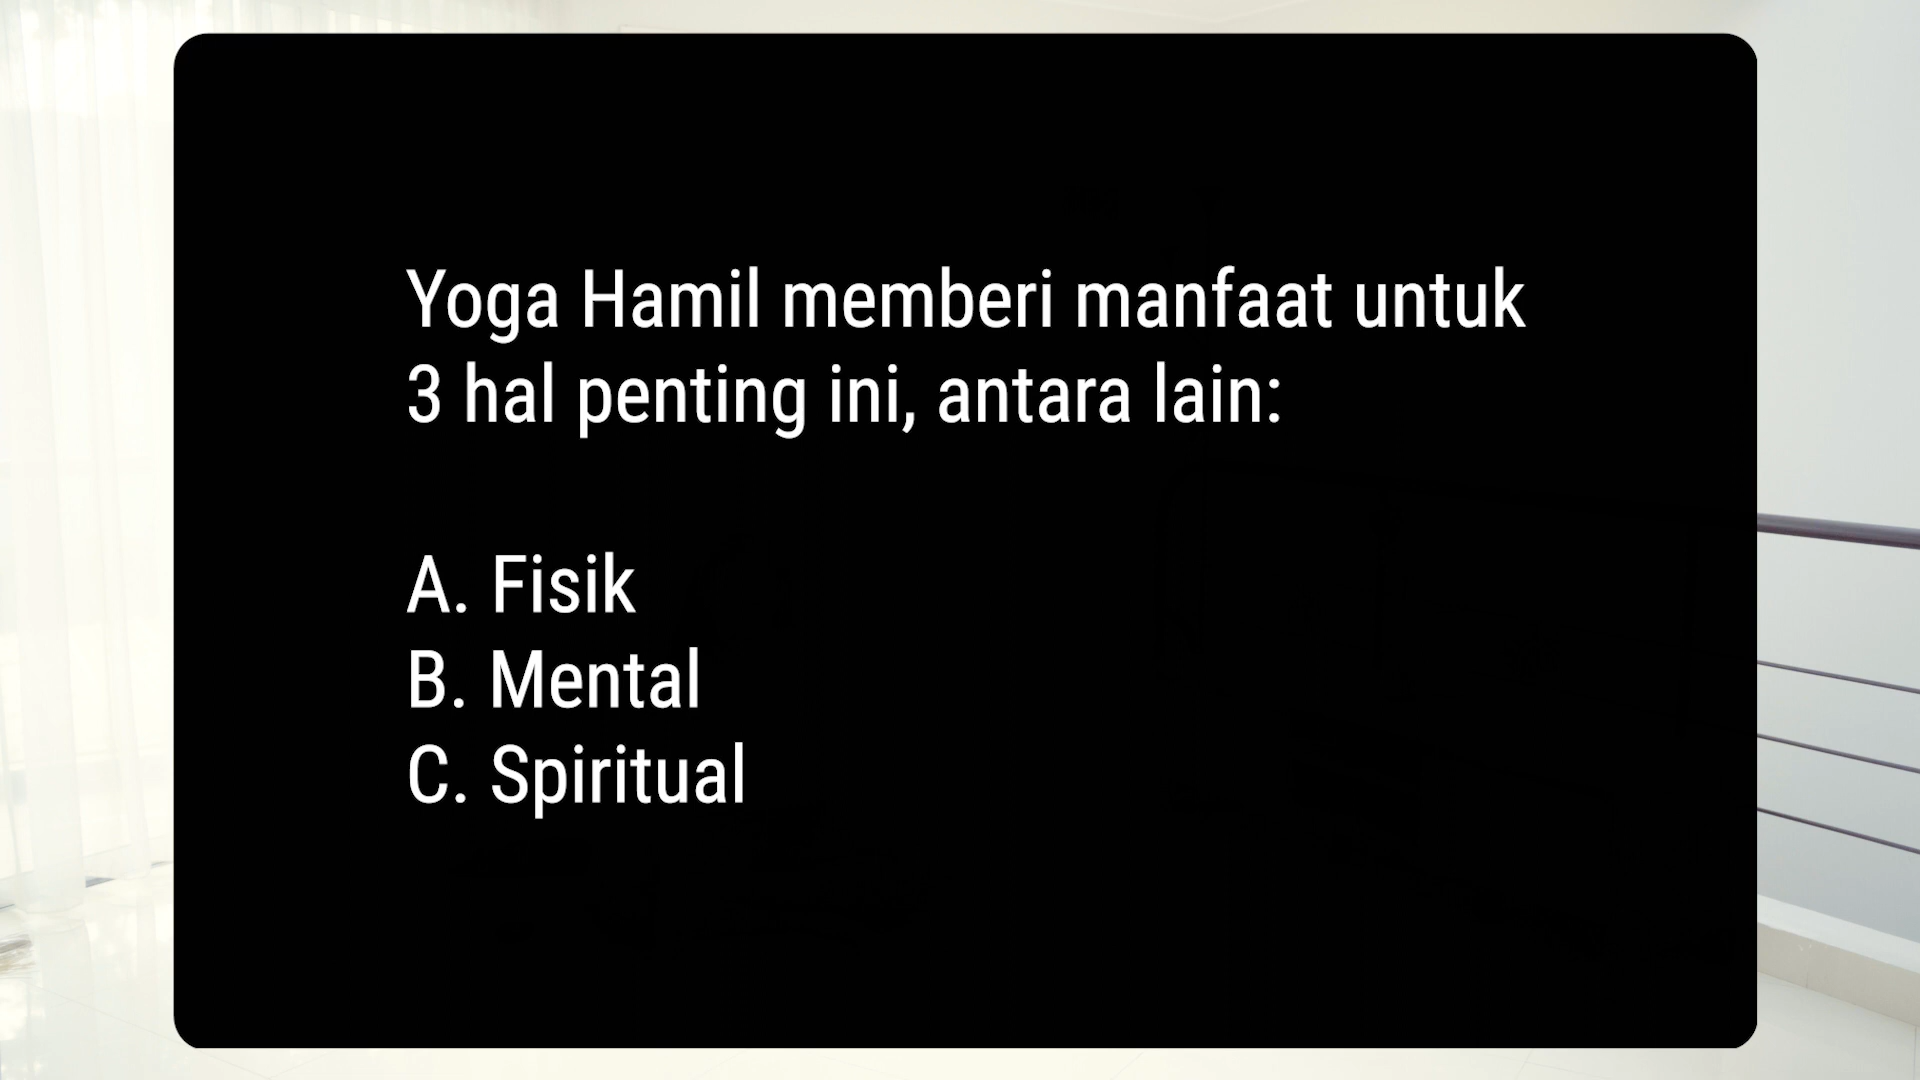 Yoga Hamil memberi manfaat untuk
3 hal penting ini, antara lain:
A. Fisik
B. Mental
C. Spiritual